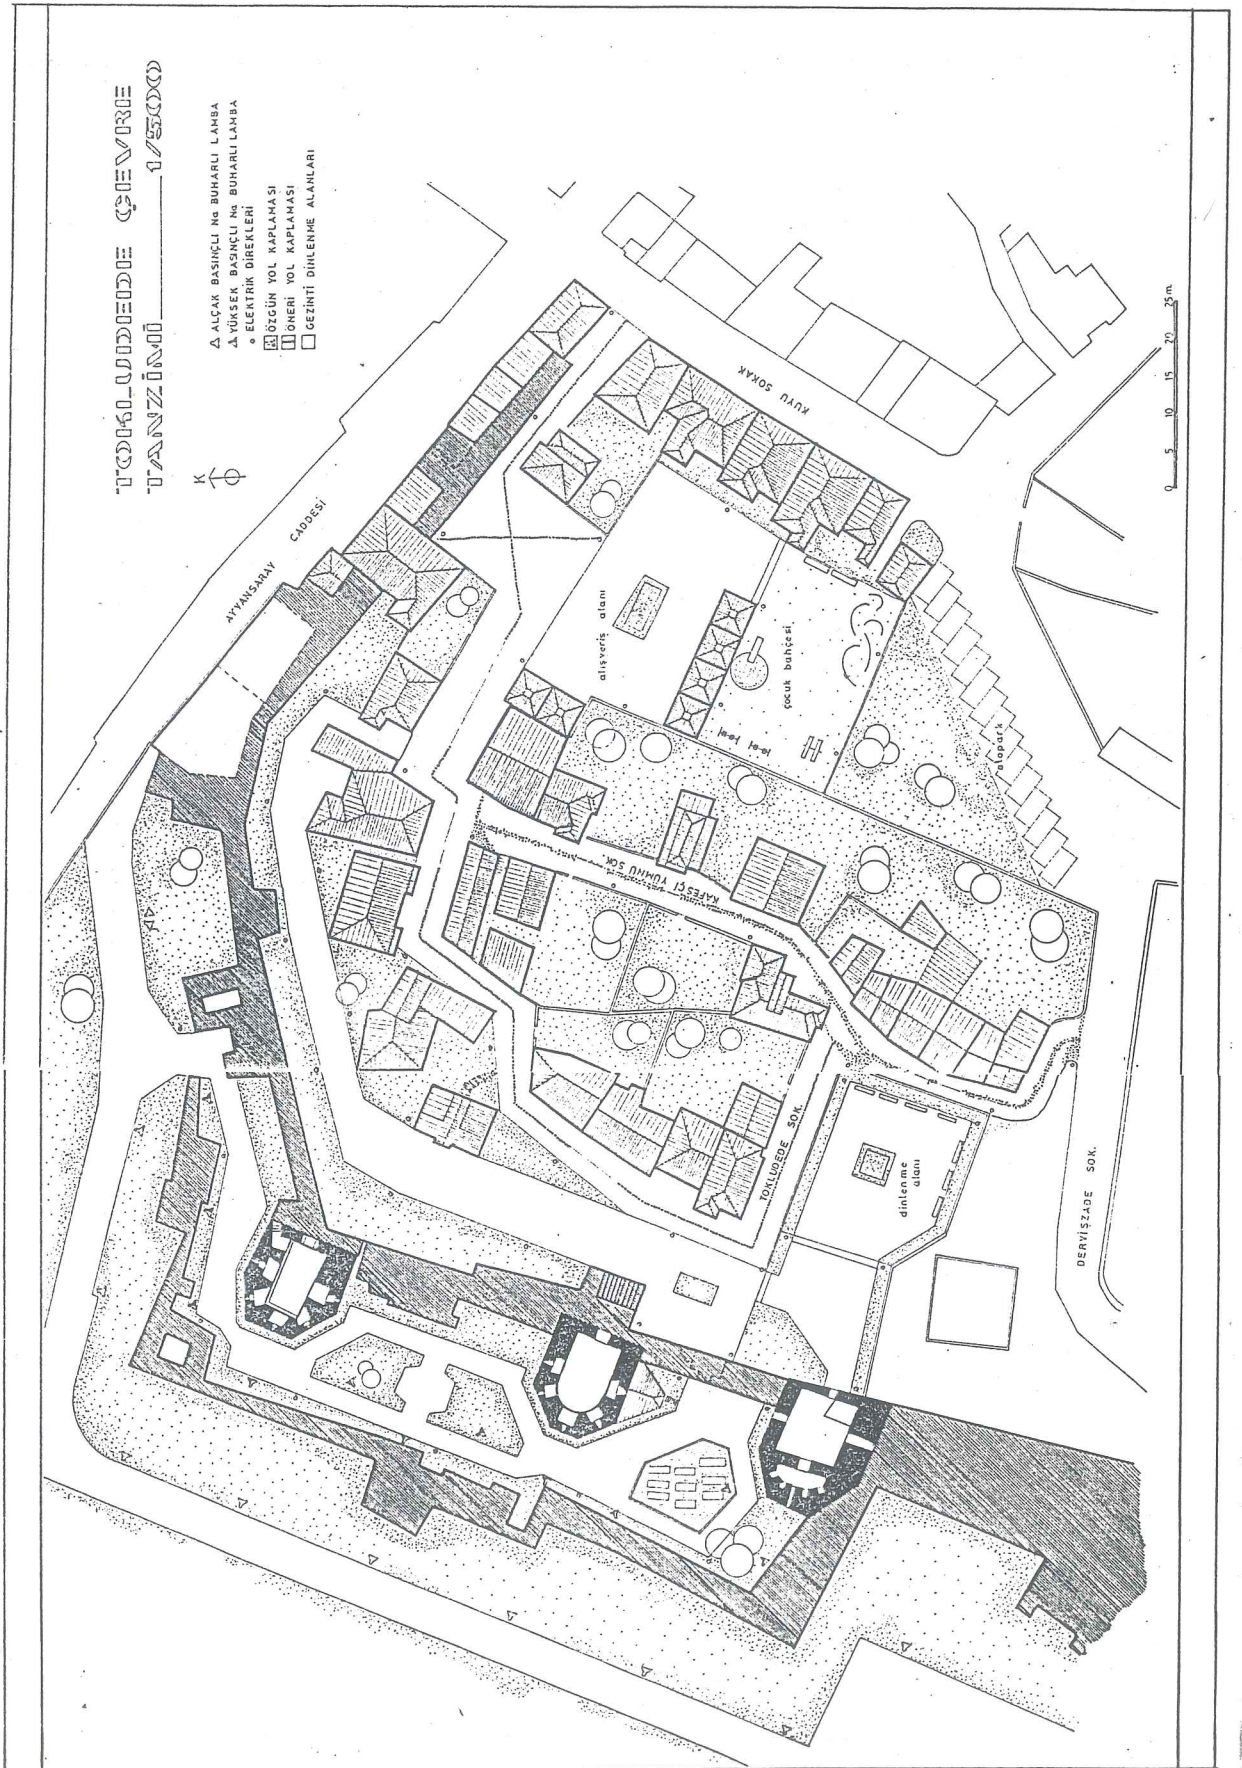 TOKLUDEDE ÇEVRE
TANZİMİ 1/500
△ ALÇAK BASINÇLI Na BUHARLI LAMBA
△ YÜKSEK BASINÇLI Na BUHARLI LAMBA
∘ ELEKTRİK DİREKLERİ
ÖZGÜN YOL KAPLAMASI
ÖNERİ YOL KAPLAMASI
GEZİNTİ DİNLENME ALANLARI
K
AYVANSARAY CADDESİ
KUYU SOKAK
alışveriş alanı
çocuk bahçesi
otopark
KAFESÇİ YUMNU SOK.
TOKLUDEDE SOK.
dinlenme
alanı
DERVİŞZADE SOK.
0 5 10 15 20 25 m.